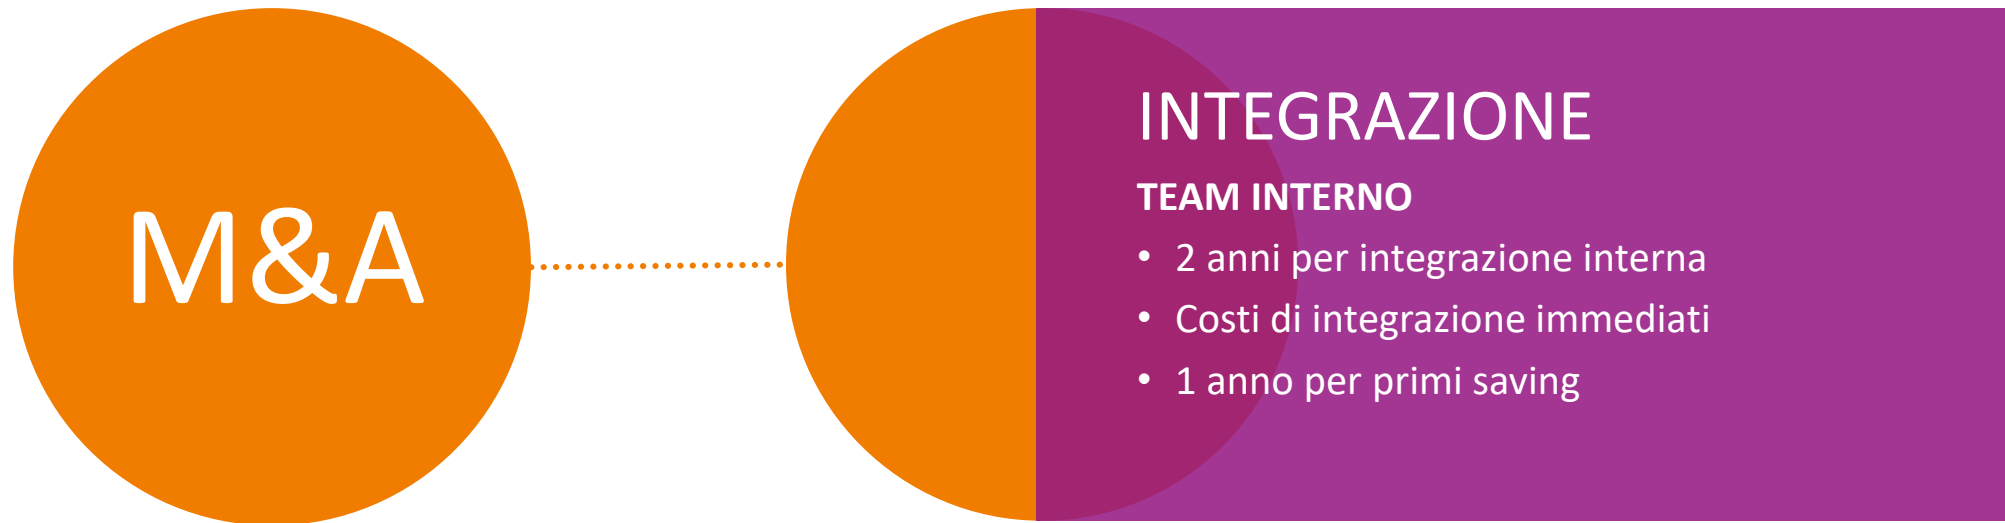 M&A
INTEGRAZIONE
TEAM INTERNO
• 2 anni per integrazione interna
• Costi di integrazione immediati
• 1 anno per primi saving